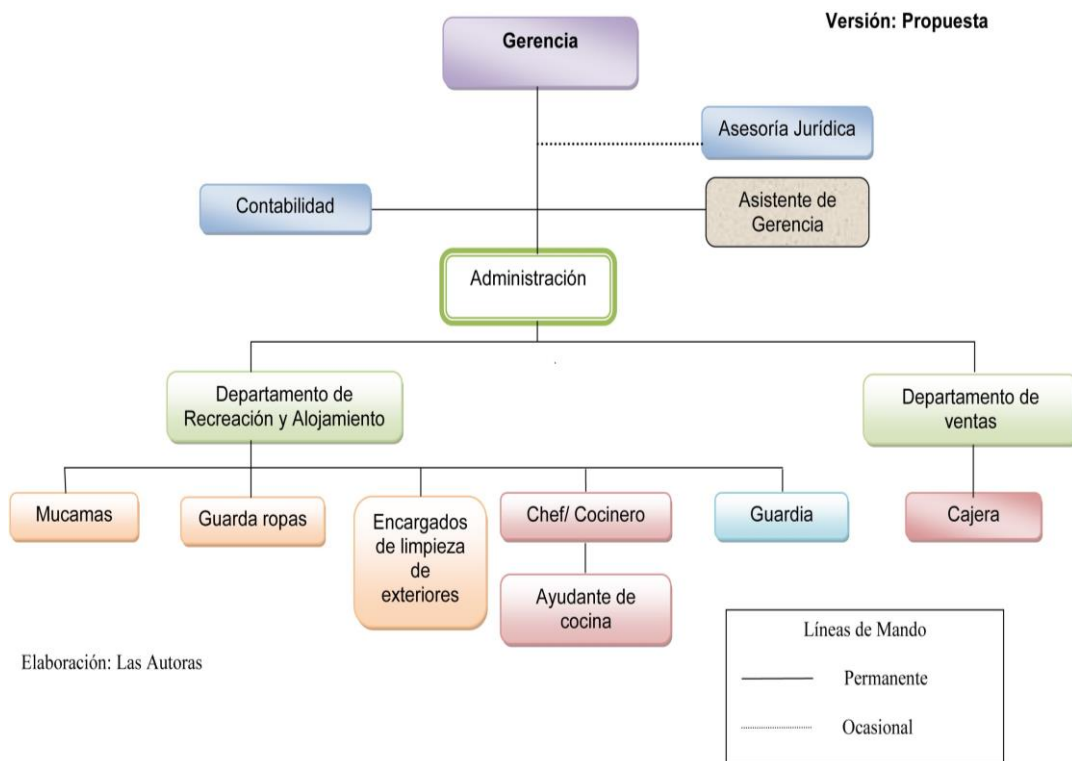 Versión: Propuesta
Gerencia
Asesoría Jurídica
Contabilidad
Asistente de
Gerencia
Administración
Departamento de
Recreación y Alojamiento
Departamento de
ventas
Mucamas
Guarda ropas
Encargados
de limpieza
de
exteriores
Chef/ Cocinero
Guardia
Cajera
Ayudante de
cocina
Elaboración: Las Autoras
Líneas de Mando
Permanente
Ocasional